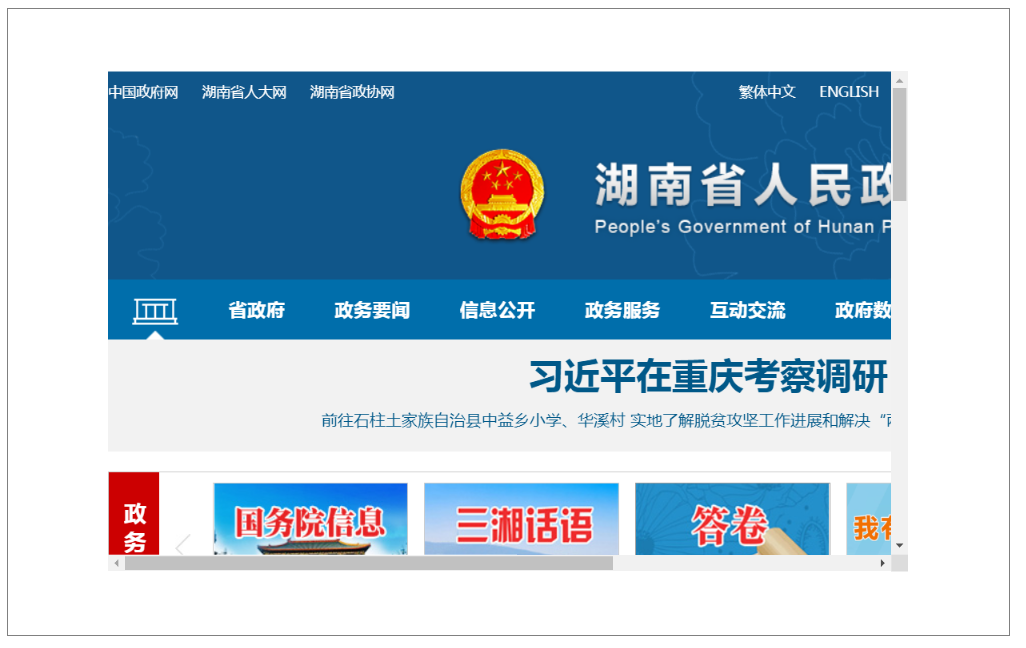 中国政府网 湖南省人大网 湖南省政协网 繁体中文 ENGLISH
湖南省人民政
People's Government of Hunan P
省政府 政务要闻 信息公开 政务服务 互动交流 政府数
习近平在重庆考察调研
前往石柱土家族自治县中益乡小学、华溪村 实地了解脱贫攻坚工作进展和解决“
政务
国务院信息 三湘话语 答卷 我有